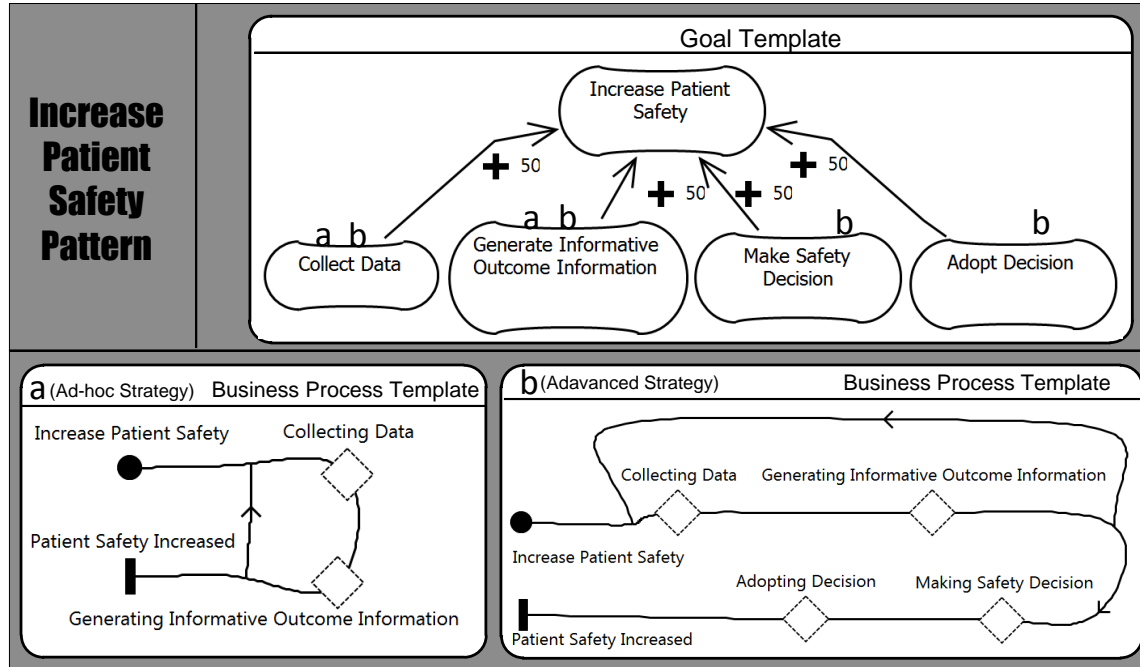 Increase
Patient
Safety
Pattern
Goal Template
Increase Patient
Safety
+ 50
+ 50
+ 50
+ 50
a b
Collect Data
a b
Generate Informative
Outcome Information
b
Make Safety
Decision
b
Adopt Decision
a (Ad-hoc Strategy) Business Process Template
Increase Patient Safety
Collecting Data
Patient Safety Increased
Generating Informative Outcome Information
b (Adavanced Strategy) Business Process Template
Collecting Data
Generating Informative Outcome Information
Increase Patient Safety
Adopting Decision
Making Safety Decision
Patient Safety Increased